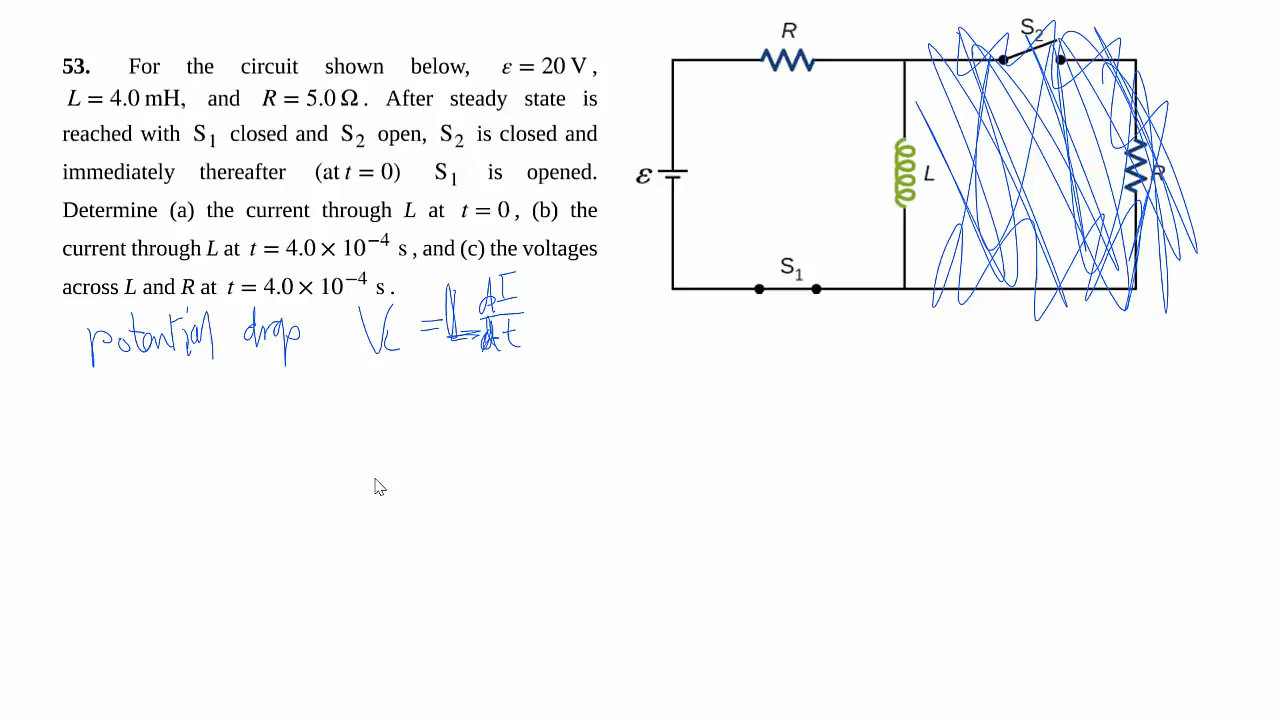 53. For the circuit shown below, ε = 20 V,
L = 4.0 mH, and R = 5.0 Ω. After steady state is
reached with S₁ closed and S₂ open, S₂ is closed and
immediately thereafter (at t = 0) S₁ is opened.
Determine (a) the current through L at t = 0, (b) the
current through L at t = 4.0 × 10⁻⁴ s, and (c) the voltages
across L and R at t = 4.0 × 10⁻⁴ s.
potential drop V_L = L dI/dt
R
S₂
ε
L
R
S₁